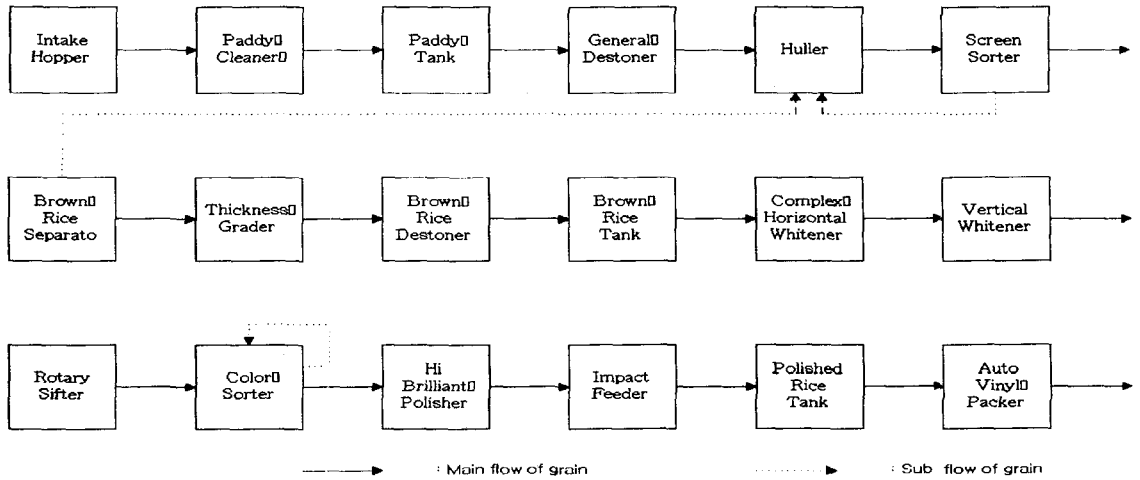 Intake
Hopper
Paddy
Cleaner
Paddy
Tank
General
Destoner
Huller
Screen
Sorter
Brown
Rice
Separato
Thickness
Grader
Brown
Rice
Destoner
Brown
Rice
Tank
Complex
Horizontal
Whitener
Vertical
Whitener
Rotary
Sifter
Color
Sorter
Hi
Brilliant
Polisher
Impact
Feeder
Polished
Rice
Tank
Auto
Vinyl
Packer
: Main flow of grain
: Sub flow of grain